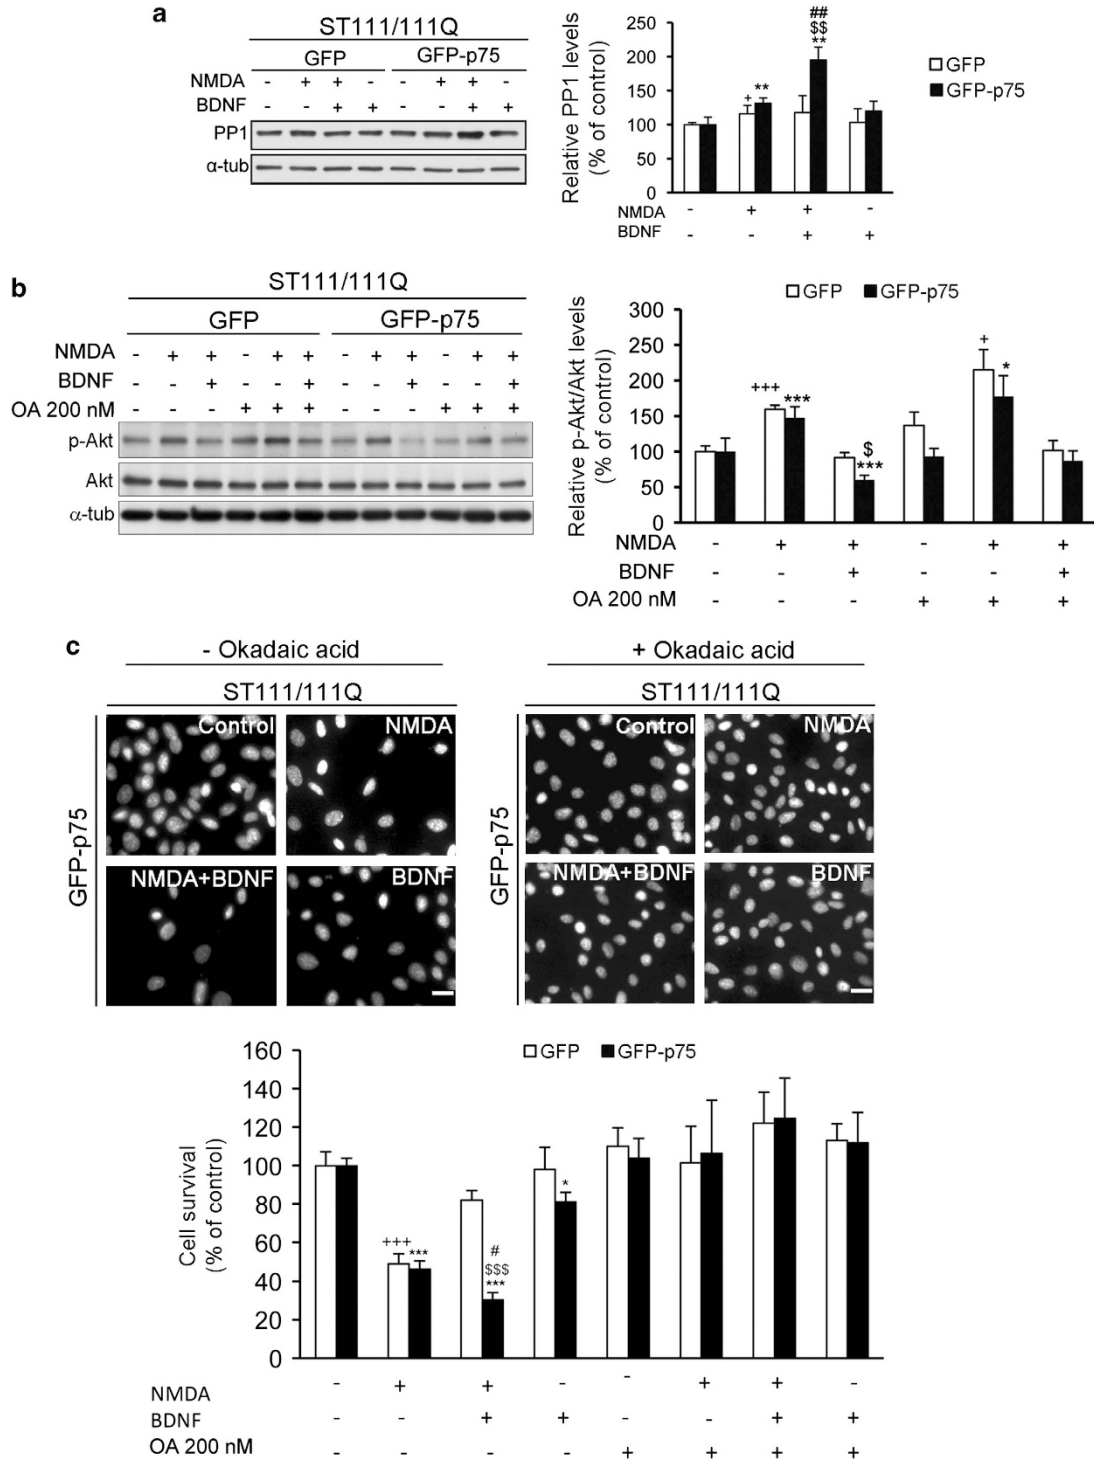 a
ST111/111Q
GFP GFP-p75
NMDA - + + - - + + -
BDNF - - + + - - + +
PP1
α-tub
Relative PP1 levels
(% of control)
250
200
150
100
50
0
+
**
##
$$
**
GFP
GFP-p75
NMDA - + + -
BDNF - - + +
b
ST111/111Q
GFP GFP-p75
NMDA - + + - + + - + + - + +
BDNF - - + - - + - - + - - +
OA 200 nM - - - + + + - - - + + +
p-Akt
Akt
α-tub
Relative p-Akt/Akt levels
(% of control)
GFP GFP-p75
300
250
200
150
100
50
0
+++
***
$
***
+
*
NMDA - + + - + +
BDNF - - + - - +
OA 200 nM - - - + + +
c
- Okadaic acid
ST111/111Q
GFP-p75
Control
NMDA
NMDA+BDNF
BDNF
+ Okadaic acid
ST111/111Q
GFP-p75
Control
NMDA
NMDA+BDNF
BDNF
Cell survival
(% of control)
GFP GFP-p75
160
140
120
100
80
60
40
20
0
+++
***
#
$$$
***
*
NMDA - + + - - + + -
BDNF - - + + - - + +
OA 200 nM - - - - + + + +